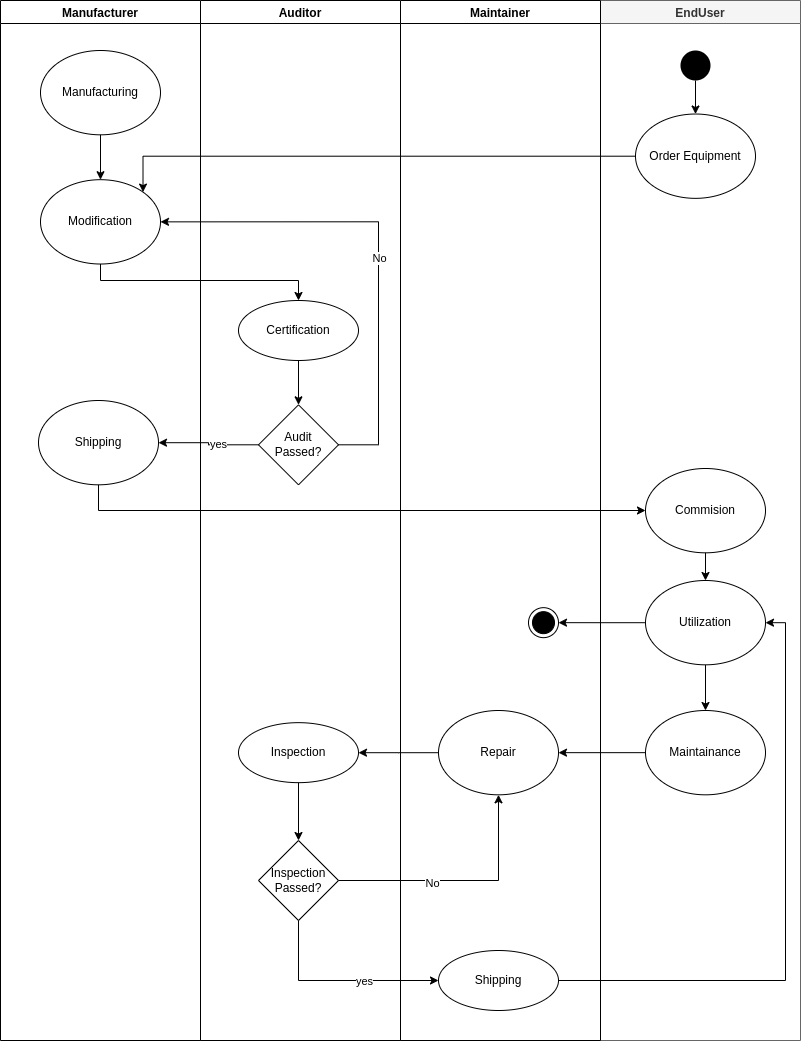 Manufacturer
Auditor
Maintainer
EndUser
Manufacturing
Order Equipment
Modification
No
Certification
Audit
Passed?
yes
Shipping
Commision
Utilization
Inspection
Repair
Maintainance
Inspection
Passed?
No
yes
Shipping